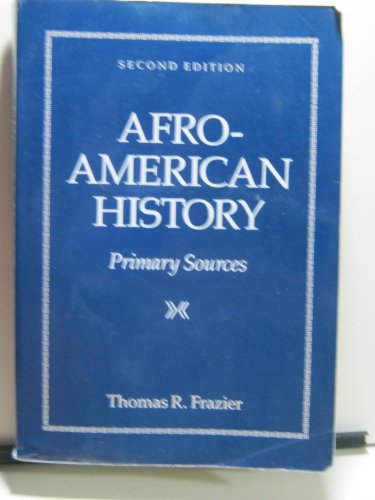 SECOND EDITION
AFRO-
AMERICAN
HISTORY
Primary Sources
Thomas R. Frazier